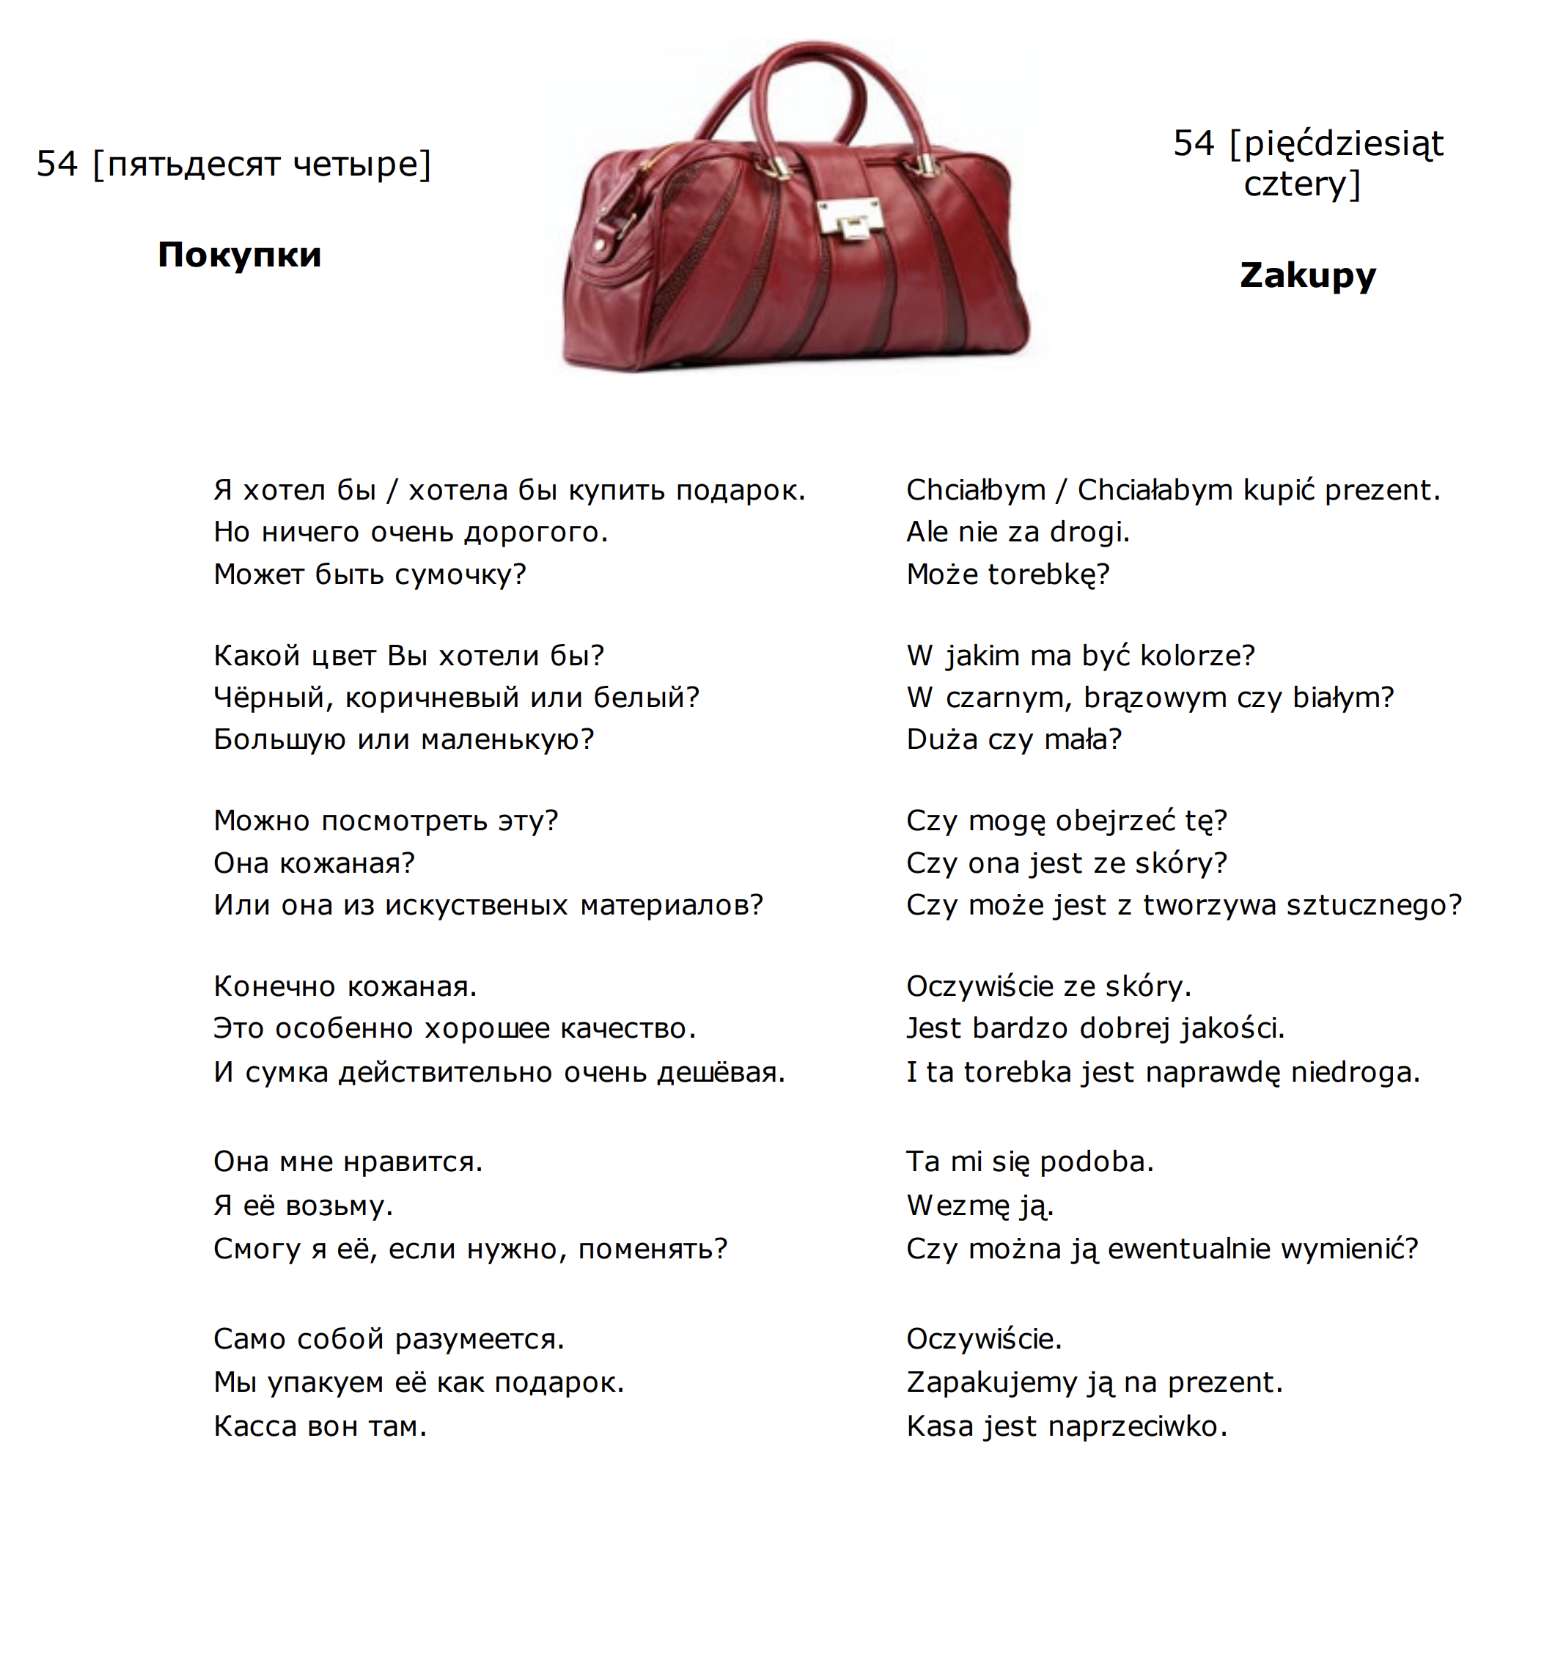 54 [пятьдесят четыре]
Покупки
54 [pięćdziesiąt
cztery]
Zakupy
Я хотел бы / хотела бы купить подарок.
Но ничего очень дорогого.
Может быть сумочку?
Какой цвет Вы хотели бы?
Чёрный, коричневый или белый?
Большую или маленькую?
Можно посмотреть эту?
Она кожаная?
Или она из искуственых материалов?
Конечно кожаная.
Это особенно хорошее качество.
И сумка действительно очень дешёвая.
Она мне нравится.
Я её возьму.
Смогу я её, если нужно, поменять?
Само собой разумеется.
Мы упакуем её как подарок.
Касса вон там.
Chciałbym / Chciałabym kupić prezent.
Ale nie za drogi.
Może torebkę?
W jakim ma być kolorze?
W czarnym, brązowym czy białym?
Duża czy mała?
Czy mogę obejrzeć tę?
Czy ona jest ze skóry?
Czy może jest z tworzywa sztucznego?
Oczywiście ze skóry.
Jest bardzo dobrej jakości.
I ta torebka jest naprawdę niedroga.
Ta mi się podoba.
Wezmę ją.
Czy można ją ewentualnie wymienić?
Oczywiście.
Zapakujemy ją na prezent.
Kasa jest naprzeciwko.